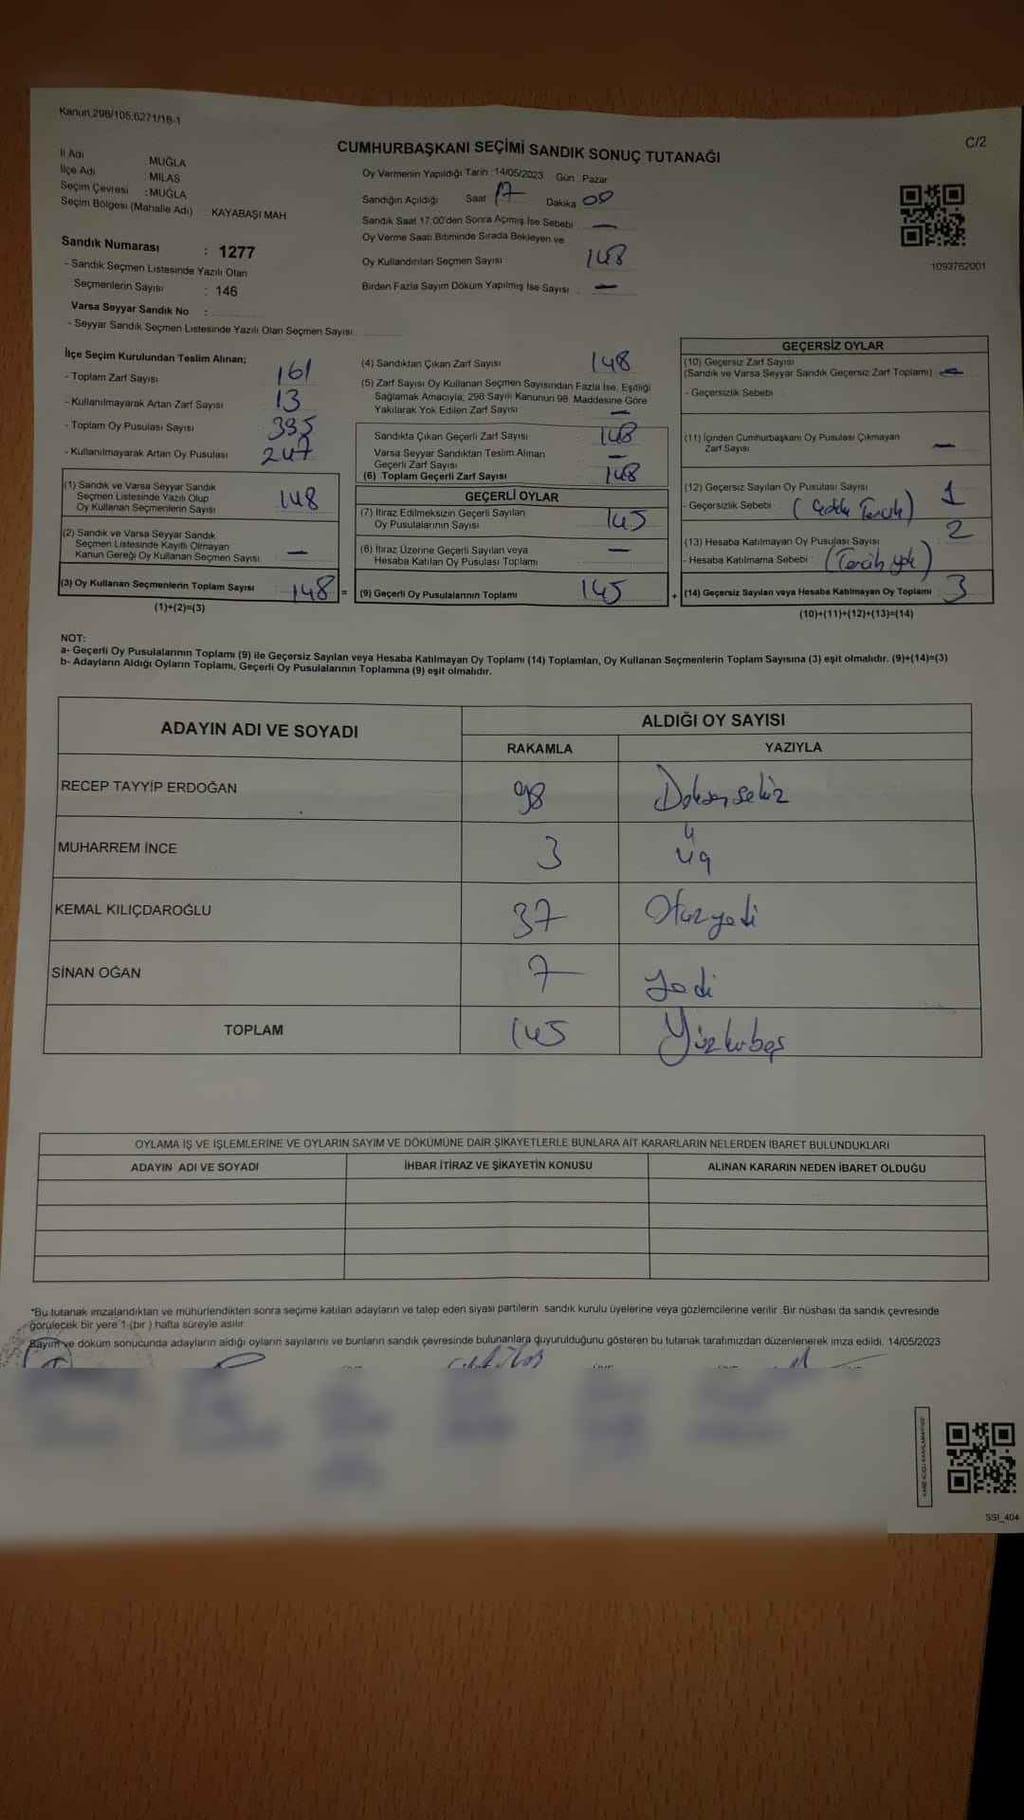 Kanun 298/105,6271/18-1
C/2
CUMHURBAŞKANI SEÇİMİ SANDIK SONUÇ TUTANAĞI
İl Adı : MUĞLA
İlçe Adı : MİLAS
Seçim Çevresi : MUĞLA
Seçim Bölgesi (Mahalle Adı) KAYABAŞI MAH
Sandık Numarası : 1277
- Sandık Seçmen Listesinde Yazılı Olan
Seçmenlerin Sayısı : 146
Varsa Seyyar Sandık No :
- Seyyar Sandık Seçmen Listesinde Yazılı Olan Seçmen Sayısı
Oy Vermenin Yapıldığı Tarih :14/05/2023 Gün Pazar
Sandığın Açıldığı Saat 17 Dakika 00
Sandık Saat 17:00'den Sonra Açmış İse Sebebi —
Oy Verme Saati Bitiminde Sırada Bekleyen ve
Oy Kullandırılan Seçmen Sayısı 148
Birden Fazla Sayım Döküm Yapılmış İse Sayısı —
1093762001
İlçe Seçim Kurulundan Teslim Alınan;
- Toplam Zarf Sayısı 161
- Kullanılmayarak Artan Zarf Sayısı 13
- Toplam Oy Pusulası Sayısı 395
- Kullanılmayarak Artan Oy Pusulası 247
(1) Sandık ve Varsa Seyyar Sandık
Seçmen Listesinde Yazılı Olup
Oy Kullanan Seçmenlerin Sayısı 148
(2) Sandık ve Varsa Seyyar Sandık
Seçmen Listesinde Kayıtlı Olmayan
Kanun Gereği Oy Kullanan Seçmen Sayısı —
(3) Oy Kullanan Seçmenlerin Toplam Sayısı 148 =
(1)+(2)=(3)
(4) Sandıktan Çıkan Zarf Sayısı 148
(5) Zarf Sayısı Oy Kullanan Seçmen Sayısından Fazla İse, Eşitliği
Sağlamak Amacıyla; 298 Sayılı Kanunun 98. Maddesine Göre
Yakılarak Yok Edilen Zarf Sayısı —
Sandıkta Çıkan Geçerli Zarf Sayısı 148
Varsa Seyyar Sandıktan Teslim Alınan
Geçerli Zarf Sayısı —
(6) Toplam Geçerli Zarf Sayısı 148
GEÇERLİ OYLAR
(7) İtiraz Edilmeksizin Geçerli Sayılan
Oy Pusulalarının Sayısı 145
(8) İtiraz Üzerine Geçerli Sayılan veya
Hesaba Katılan Oy Pusulası Toplamı —
(9) Geçerli Oy Pusulalarının Toplamı 145 +
GEÇERSİZ OYLAR
(10) Geçersiz Zarf Sayısı
(Sandık ve Varsa Seyyar Sandık Geçersiz Zarf Toplamı) —
- Geçersizlik Sebebi
(11) İçinden Cumhurbaşkanı Oy Pusulası Çıkmayan
Zarf Sayısı —
(12) Geçersiz Sayılan Oy Pusulası Sayısı 1
- Geçersizlik Sebebi
(13) Hesaba Katılmayan Oy Pusulası Sayısı 2
- Hesaba Katılmama Sebebi (Tercih yok)
(14) Geçersiz Sayılan veya Hesaba Katılmayan Oy Toplamı 3
(10)+(11)+(12)+(13)=(14)
NOT:
a- Geçerli Oy Pusulalarının Toplamı (9) ile Geçersiz Sayılan veya Hesaba Katılmayan Oy Toplamı (14) Toplamları, Oy Kullanan Seçmenlerin Toplam Sayısına (3) eşit olmalıdır. (9)+(14)=(3)
b- Adayların Aldığı Oyların Toplamı, Geçerli Oy Pusulalarının Toplamına (9) eşit olmalıdır.
ADAYIN ADI VE SOYADI ALDIĞI OY SAYISI
RAKAMLA YAZIYLA
RECEP TAYYİP ERDOĞAN 98 Doksansekiz
MUHARREM İNCE 3 üç
KEMAL KILIÇDAROĞLU 37 Otuzyedi
SİNAN OĞAN 7 Yedi
TOPLAM 145 Yüzkırkbeş
OYLAMA İŞ VE İŞLEMLERİNE VE OYLARIN SAYIM VE DÖKÜMÜNE DAİR ŞİKAYETLERLE BUNLARA AİT KARARLARIN NELERDEN İBARET BULUNDUKLARI
ADAYIN ADI VE SOYADI İHBAR İTİRAZ VE ŞİKAYETİN KONUSU ALINAN KARARIN NEDEN İBARET OLDUĞU
*Bu tutanak imzalandıktan ve mühürlendikten sonra seçime katılan adayların ve talep eden siyasi partilerin sandık kurulu üyelerine veya gözlemcilerine verilir. Bir nüshası da sandık çevresinde
görülecek bir yere 1 (bir ) hafta süreyle asılır
Sayım ve döküm sonucunda adayların aldığı oyların sayılarını ve bunların sandık çevresinde bulunanlara duyurulduğunu gösteren bu tutanak tarafımızdan düzenlenerek imza edildi. 14/05/2023
SSI_404